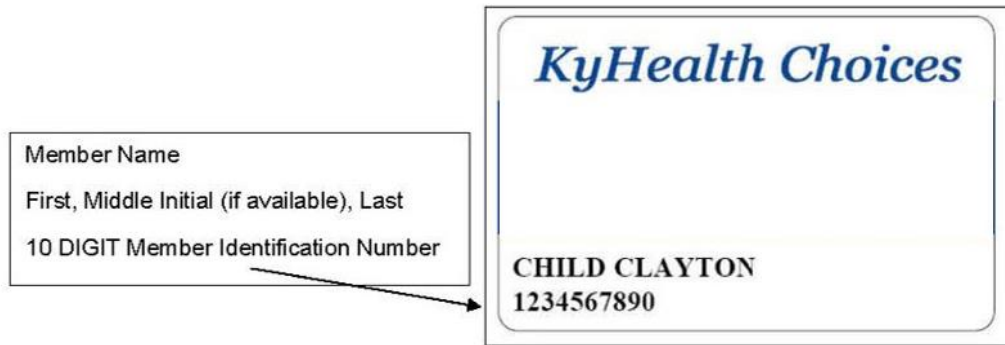 KyHealth Choices
Member Name
First, Middle Initial (if available), Last
10 DIGIT Member Identification Number
CHILD CLAYTON
1234567890